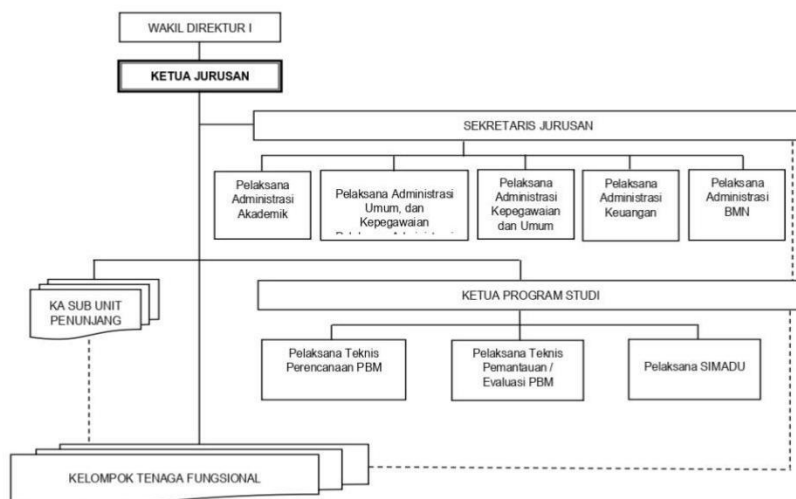 WAKIL DIREKTUR I
KETUA JURUSAN
SEKRETARIS JURUSAN
Pelaksana
Administrasi
Akademik
Pelaksana Administrasi
Umum, dan
Kepegawaian
Pelaksana
Administrasi
Kepegawaian
dan Umum
Pelaksana
Administrasi
Keuangan
Pelaksana
Administrasi
BMN
KA SUB UNIT
PENUNJANG
KETUA PROGRAM STUDI
Pelaksana Teknis
Perencanaan PBM
Pelaksana Teknis
Pemantauan /
Evaluasi PBM
Pelaksana SIMADU
KELOMPOK TENAGA FUNGSIONAL